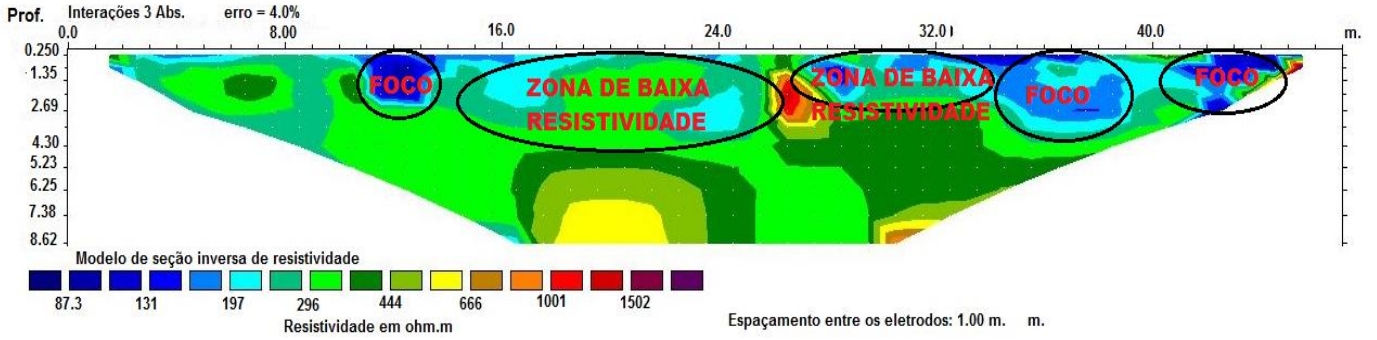 Prof. Interações 3 Abs. erro = 4.0%
0.0 8.00 16.0 24.0 32.0 40.0 m.
0.250
1.35
2.69
4.30
5.23
6.25
7.38
8.62
FOCO
ZONA DE BAIXA
RESISTIVIDADE
ZONA DE BAIXA
RESISTIVIDADE
FOCO
FOCO
Modelo de seção inversa de resistividade
87.3 131 197 296 444 666 1001 1502
Resistividade em ohm.m
Espaçamento entre os eletrodos: 1.00 m. m.